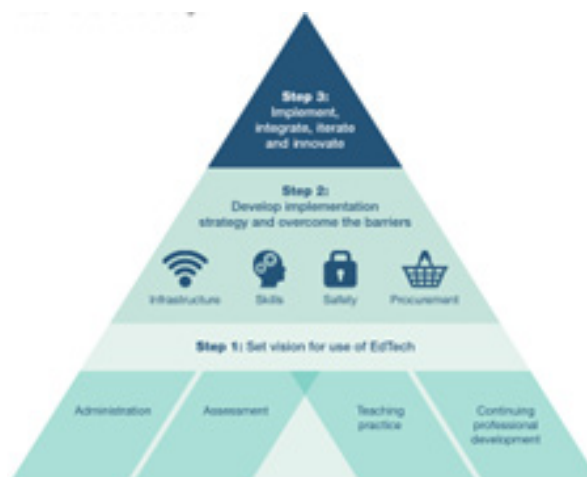 Step 3:
Implement,
integrate, iterate
and innovate
Step 2:
Develop implementation
strategy and overcome the barriers
Infrastructure
Skills
Safety
Procurement
Step 1: Set vision for use of EdTech
Administration
Assessment
Teaching
practice
Continuing
professional
development